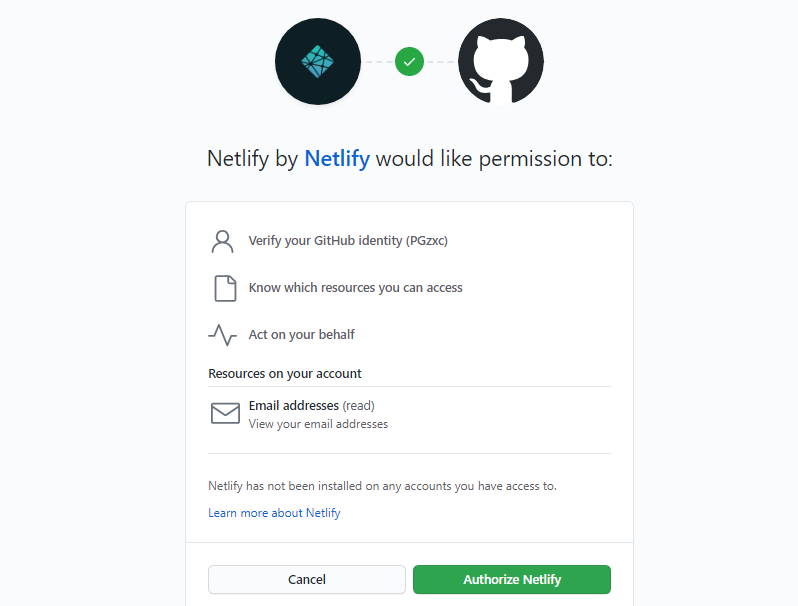 Netlify by Netlify would like permission to:
Verify your GitHub identity (PGzxc)
Know which resources you can access
Act on your behalf
Resources on your account
Email addresses (read)
View your email addresses
Netlify has not been installed on any accounts you have access to.
Learn more about Netlify
Cancel
Authorize Netlify